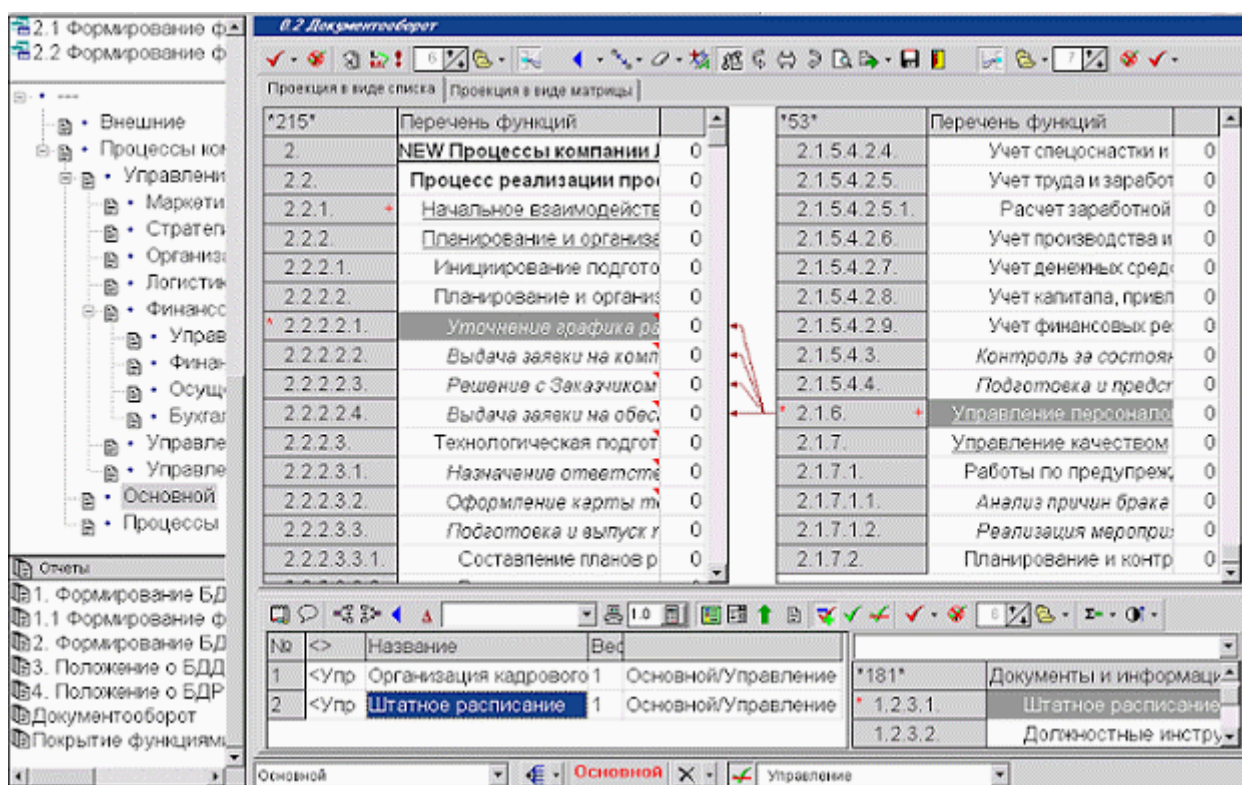 2.1 Формирование ф
2.2 Формирование ф
---
Внешние
Процессы ком
Управлени
Маркети
Стратеги
Организа
Логистик
Финансо
Управ
Финан
Осущ
Бухгал
Управле
Управле
Основной
Процессы
Отчеты
1. Формирование БД
1.1 Формирование ф
2. Формирование БД
3. Положение о БДД
4. Положение о БДР
Документооборот
Покрытие функциям
0.2 Документооборот
6 7
Проекция в виде списка Проекция в виде матрицы
*215* Перечень функций
2. NEW Процессы компании 0
2.2. Процесс реализации про 0
2.2.1. + Начальное взаимодейств 0
2.2.2. Планирование и организа 0
2.2.2.1. Инициирование подгото 0
2.2.2.2. Планирование и организ 0
* 2.2.2.2.1. Уточнение графика ра 0
2.2.2.2.2. Выдача заявки на комп 0
2.2.2.2.3. Решение с Заказчиком 0
2.2.2.2.4. Выдача заявки на обес 0
2.2.2.3. Технологическая подгот 0
2.2.2.3.1. Назначение ответстве 0
2.2.2.3.2. Оформление карты 0
2.2.2.3.3. Подготовка и выпуск 0
2.2.2.3.3.1. Составление планов р 0
*53* Перечень функций
2.1.5.4.2.4. Учет спецоснастки и 0
2.1.5.4.2.5. Учет труда и заработ 0
2.1.5.4.2.5.1. Расчет заработной 0
2.1.5.4.2.6. Учет производства и 0
2.1.5.4.2.7. Учет денежных средс 0
2.1.5.4.2.8. Учет капитала, привл 0
2.1.5.4.2.9. Учет финансовых ре 0
2.1.5.4.3. Контроль за состоян 0
2.1.5.4.4. Подготовка и предст 0
* 2.1.6. + Управление персонало
2.1.7. Управление качеством 0
2.1.7.1. Работы по предупреж 0
2.1.7.1.1. Анализ причин брака 0
2.1.7.1.2. Реализация меропри 0
2.1.7.2. Планирование и контр 0
1.0 6
№ <> Название Вес
1 <Упр Организация кадрового 1 Основной/Управление
2 <Упр Штатное расписание 1 Основной/Управление
*181* Документы и информаци
* 1.2.3.1. Штатное расписание
1.2.3.2. Должностные инстру
Основной Основной Управление